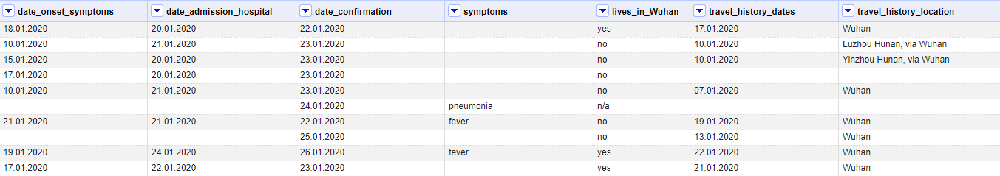 date_onset_symptoms date_admission_hospital date_confirmation symptoms lives_in_Wuhan travel_history_dates travel_history_location
18.01.2020 20.01.2020 22.01.2020 yes 17.01.2020 Wuhan
10.01.2020 21.01.2020 23.01.2020 no 10.01.2020 Luzhou Hunan, via Wuhan
15.01.2020 20.01.2020 23.01.2020 no 10.01.2020 Yinzhou Hunan, via Wuhan
17.01.2020 20.01.2020 23.01.2020 no
10.01.2020 21.01.2020 23.01.2020 no 07.01.2020 Wuhan
24.01.2020 pneumonia n/a
21.01.2020 21.01.2020 22.01.2020 fever no 19.01.2020 Wuhan
25.01.2020 no 13.01.2020 Wuhan
19.01.2020 24.01.2020 26.01.2020 fever yes 22.01.2020 Wuhan
17.01.2020 22.01.2020 23.01.2020 yes 21.01.2020 Wuhan